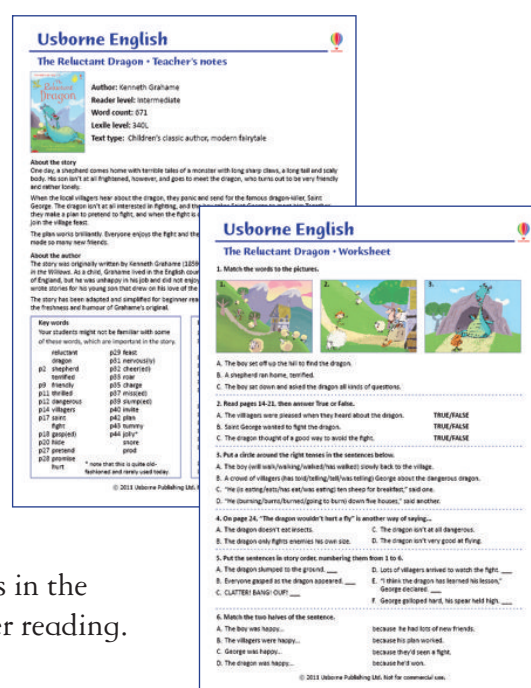 Usborne English
The Reluctant Dragon • Teacher's notes
The Reluctant Dragon
Author: Kenneth Grahame
Reader level: Intermediate
Word count: 671
Lexile level: 340L
Text type: Children's classic author, modern fairytale
About the story
One day, a shepherd comes home with terrible tales of a monster with long sharp claws, a long tail and scaly
body. His son isn't at all frightened, however, and goes to meet the dragon, who turns out to be very friendly
and rather lonely.
When the local villagers hear about the dragon, they panic and send for the famous dragon-killer, Saint
George. The dragon isn't at all interested in fighting, and the
they make a plan to pretend to fight, and when the fight is
join the village feast.
The plan works brilliantly. Everyone enjoys the fight and the
made so many new friends.
About the author
The story was originally written by Kenneth Grahame (1859
in the Willows. As a child, Grahame lived in the English cou
of England, but he was unhappy in his job and did not enjoy
wrote stories for his young son that drew on his love of the
The story has been adapted and simplified for beginner rea
the freshness and humour of Grahame's original.
Key words
Your students might not be familiar with some
of these words, which are important in the story.
reluctant
dragon
p2 shepherd
terrified
p9 friendly
p11 thrilled
p12 dangerous
p14 villagers
p17 saint
fight
p18 gasp(ed)
p20 hide
p27 pretend
p28 promise
hurt
p29 feast
p31 nervous(ly)
p32 cheer(ed)
p33 roar
p35 charge
p37 miss(ed)
p39 slump(ed)
p40 invite
p42 plan
p43 tummy
p44 jolly*
snore
prod
* note that this is quite old-
fashioned and rarely used today.
© 2011 Usborne Publishing Ltd.
Usborne English
The Reluctant Dragon • Worksheet
1. Match the words to the pictures.
1.
2.
3.
A. The boy set off up the hill to find the dragon.
B. A shepherd ran home, terrified.
C. The boy sat down and asked the dragon all kinds of questions.
2. Read pages 14-21, then answer True or False.
A. The villagers were pleased when they heard about the dragon. TRUE/FALSE
B. Saint George wanted to fight the dragon. TRUE/FALSE
C. The dragon thought of a good way to avoid the fight. TRUE/FALSE
3. Put a circle around the right tenses in the sentences below.
A. The boy (will walk/walking/walked/has walked) slowly back to the village.
B. A crowd of villagers (has told/telling/tell/was telling) George about the dangerous dragon.
C. "He (is eating/eats/has eat/was eating) ten sheep for breakfast," said one.
D. "He (burning/burns/burned/going to burn) down five houses," said another.
4. On page 24, "The dragon wouldn't hurt a fly" is another way of saying...
A. The dragon doesn't eat insects.
B. The dragon only fights enemies his own size.
C. The dragon isn't at all dangerous.
D. The dragon isn't very good at flying.
5. Put the sentences in story order, numbering them from 1 to 6.
A. The dragon slumped to the ground. ___
B. Everyone gasped as the dragon appeared. ___
C. CLATTER! BANG! OUF! ___
D. Lots of villagers arrived to watch the fight. ___
E. "I think the dragon has learned his lesson,"
George declared. ___
F. George galloped hard, his spear held high. ___
6. Match the two halves of the sentence.
A. The boy was happy... because he had lots of new friends.
B. The villagers were happy... because his plan worked.
C. George was happy... because they'd seen a fight.
D. The dragon was happy... because he'd won.
© 2011 Usborne Publishing Ltd. Not for commercial use.
s in the
er reading.